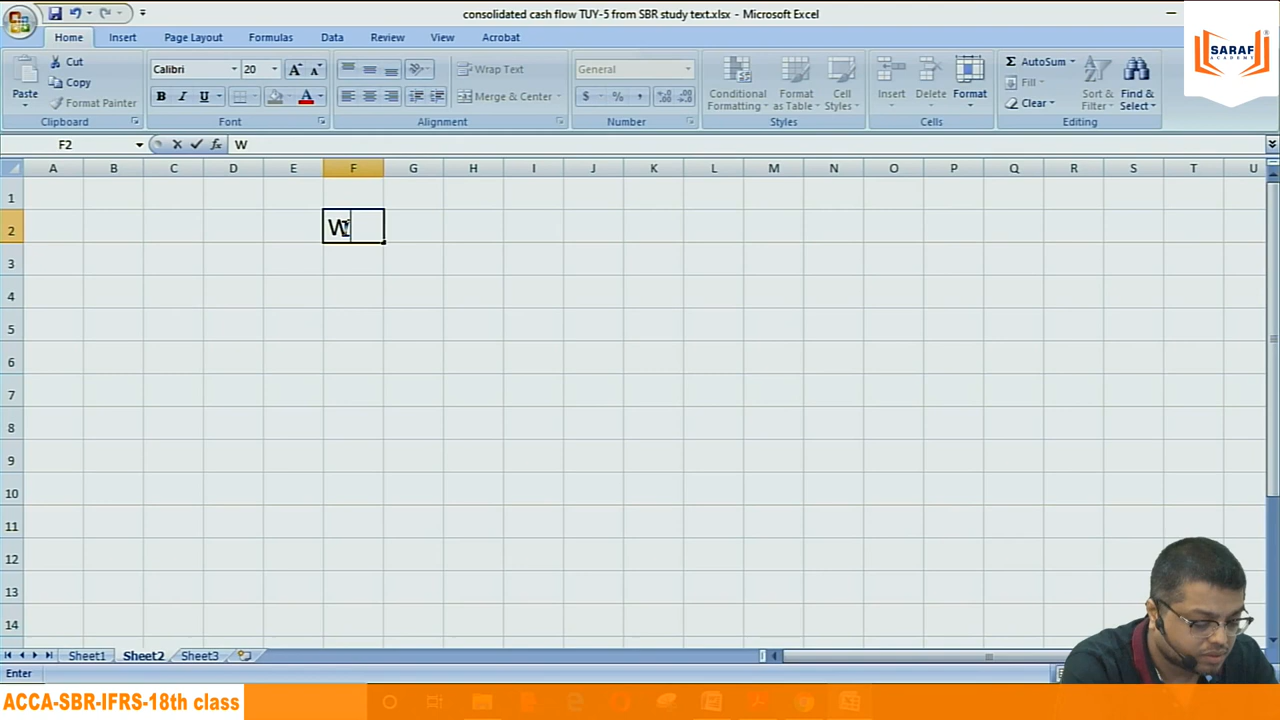 consolidated cash flow TUY-5 from SBR study text.xlsx - Microsoft Excel
Home Insert Page Layout Formulas Data Review View Acrobat
SARAF
ACADEMY
Paste
Cut
Copy
Format Painter
Calibri 20
B I U A
Wrap Text
Merge & Center
General
$ % ,
Conditional Formatting
Format as Table
Cell Styles
Insert
Delete
Format
Σ AutoSum
Fill
Clear
Sort & Filter
Find & Select
Clipboard Font Alignment Number Styles Cells Editing
F2 fx W
A B C D E F G H I J K L M N O P Q R S T U
1
2 W
3
4
5
6
7
8
9
10
11
12
13
14
Sheet1 Sheet2 Sheet3
Enter
ACCA-SBR-IFRS-18th class